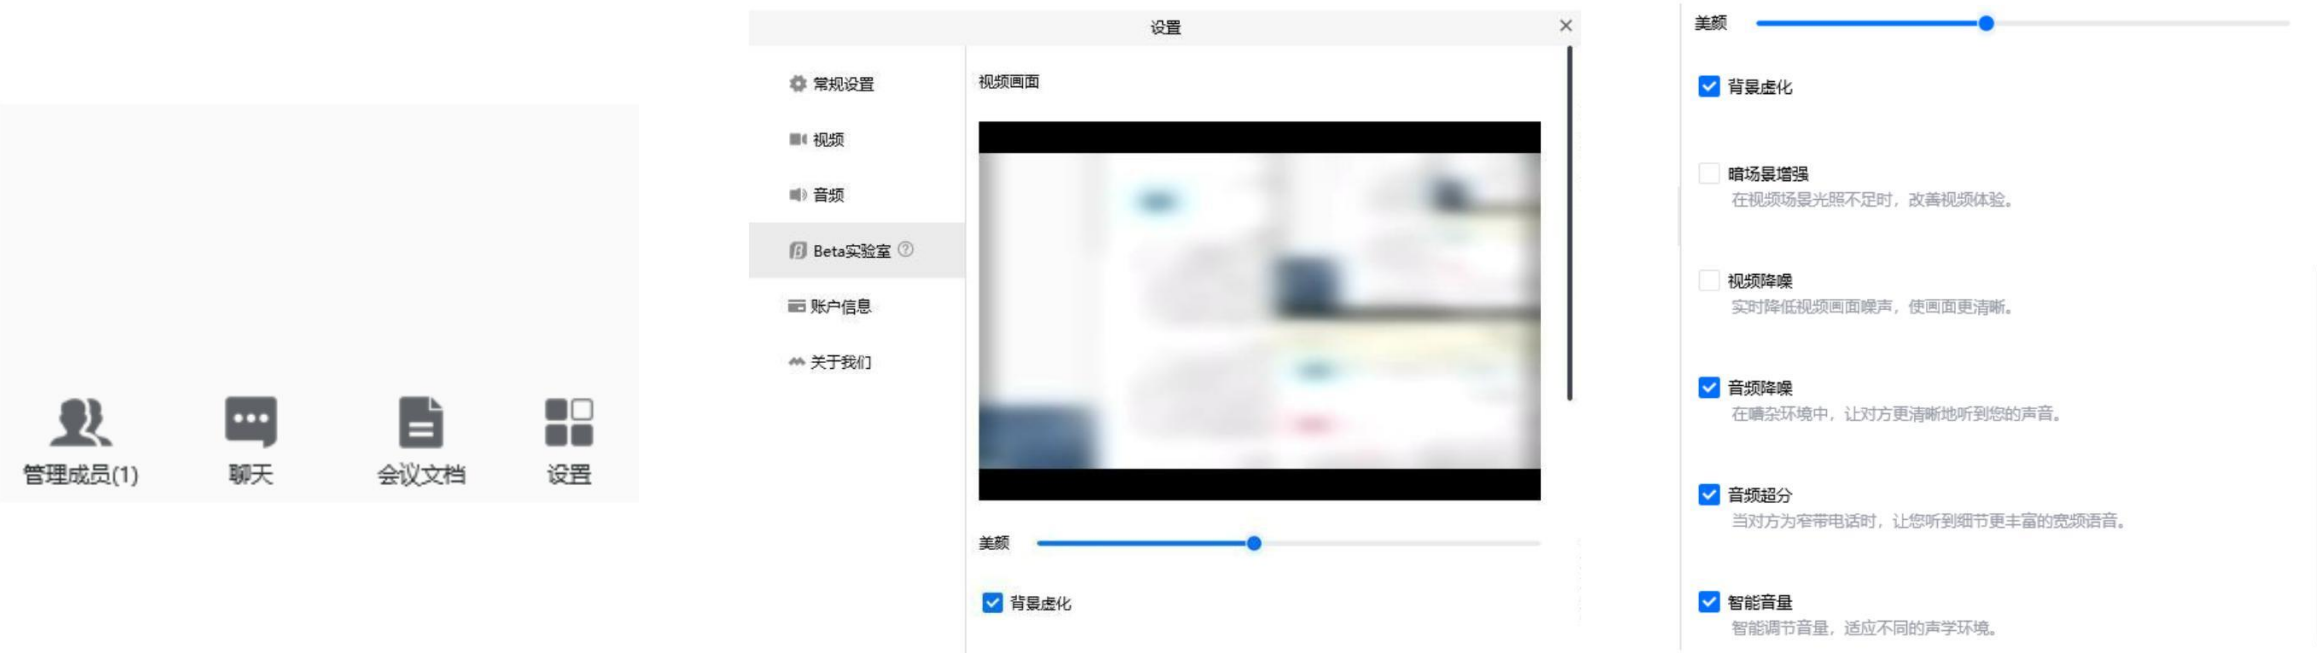 管理成员(1)
聊天
会议文档
设置
设置
常规设置
视频
音频
Beta实验室
账户信息
关于我们
视频画面
美颜
背景虚化
美颜
背景虚化
暗场景增强
在视频场景光照不足时，改善视频体验。
视频降噪
实时降低视频画面噪声，使画面更清晰。
音频降噪
在嘈杂环境中，让对方更清晰地听到您的声音。
音频超分
当对方为窄带电话时，让您听到细节更丰富的宽频语音。
智能音量
智能调节音量，适应不同的声学环境。